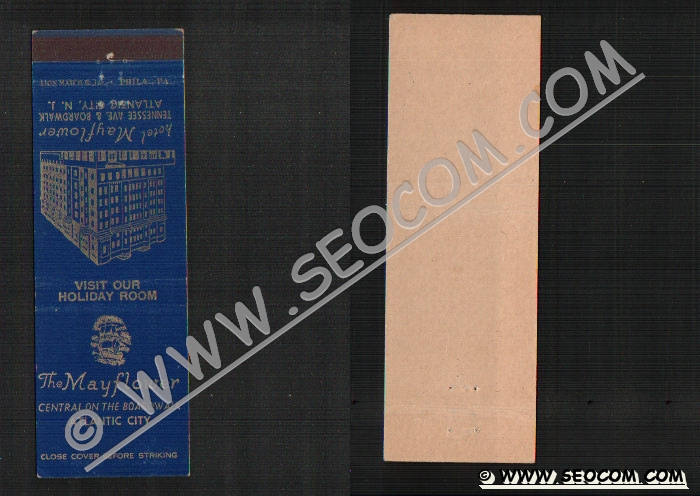 PHILA., PA.
ATLANTIC CITY, N. J.
TENNESSEE AVE. & BOARDWALK
hotel Mayflower
VISIT OUR
HOLIDAY ROOM
The Mayflower
CENTRAL ON THE BOARDWALK
ATLANTIC CITY
CLOSE COVER BEFORE STRIKING
© WWW.SEOCOM.COM
© WWW.SEOCOM.COM